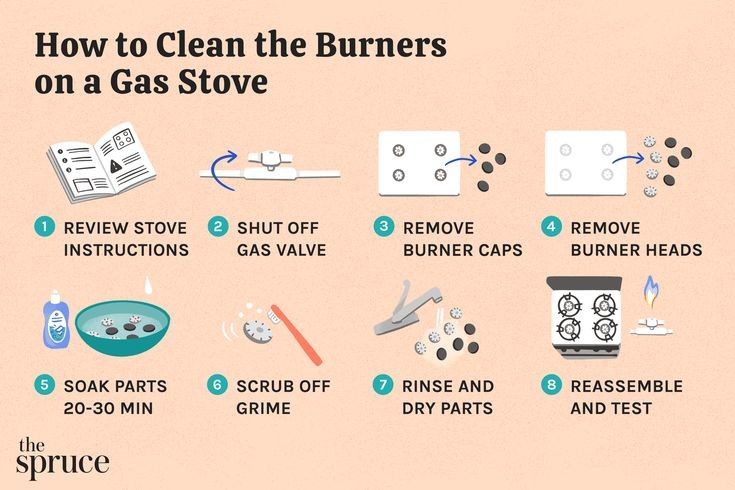 How to Clean the Burners
on a Gas Stove
1 REVIEW STOVE
INSTRUCTIONS
2 SHUT OFF
GAS VALVE
3 REMOVE
BURNER CAPS
4 REMOVE
BURNER HEADS
5 SOAK PARTS
20-30 MIN
6 SCRUB OFF
GRIME
7 RINSE AND
DRY PARTS
8 REASSEMBLE
AND TEST
the
spruce